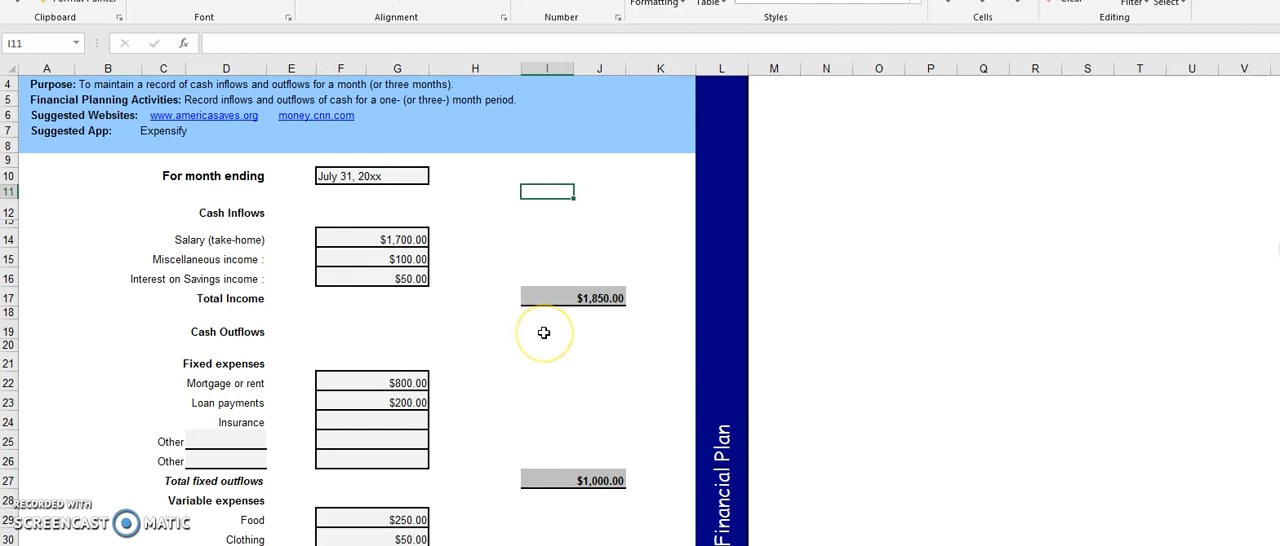 Format Painter
Formatting Table Clear Filter Select
Clipboard Font Alignment Number Styles Cells Editing
I11 fx
A B C D E F G H I J K L M N O P Q R S T U V
4 Purpose: To maintain a record of cash inflows and outflows for a month (or three months).
5 Financial Planning Activities: Record inflows and outflows of cash for a one- (or three-) month period.
6 Suggested Websites: www.americasaves.org money.cnn.com
7 Suggested App: Expensify
8
9
10 For month ending July 31, 20xx
11
12 Cash Inflows
13
14 Salary (take-home) $1,700.00
15 Miscellaneous income : $100.00
16 Interest on Savings income : $50.00
17 Total Income $1,850.00
18
19 Cash Outflows
20
21 Fixed expenses
22 Mortgage or rent $800.00
23 Loan payments $200.00
24 Insurance
25 Other
26 Other
27 Total fixed outflows $1,000.00
28 Variable expenses
29 Food $250.00
30 Clothing $50.00
Financial Plan
RECORDED WITH
SCREENCAST MATIC